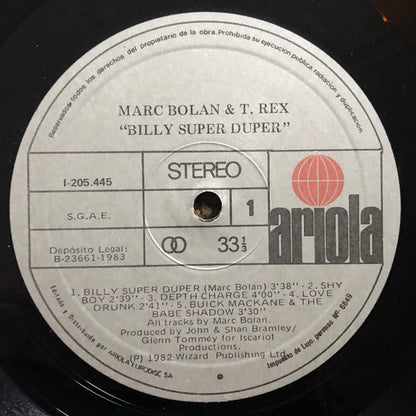 Reservados todos los derechos del propietario de la obra. Prohibida su ejecución pública, radiación y duplicación.
MARC BOLAN & T. REX
"BILLY SUPER DUPER"
I-205.445
STEREO
S.G.A.E.
1
ariola
Depósito Legal:
B-23661-1983
33 1/3
1. BILLY SUPER DUPER (Marc Bolan) 3'38" - 2. SHY
BOY 2'39" - 3. DEPTH CHARGE 4'00" - 4. LOVE
DRUNK 2'41" - 5. BUICK MACKANE & THE
BABE SHADOW 3'30"
All tracks by Marc Bolan.
Produced by John & Shan Bramley/
Glenn Tommey for Iscariot
Productions.
(P) 1982 Wizard Publishing Ltd.
Editado y Distribuido por ARIOLA EURODISC SA
Impuesto de Lujo permiso Nº 5649